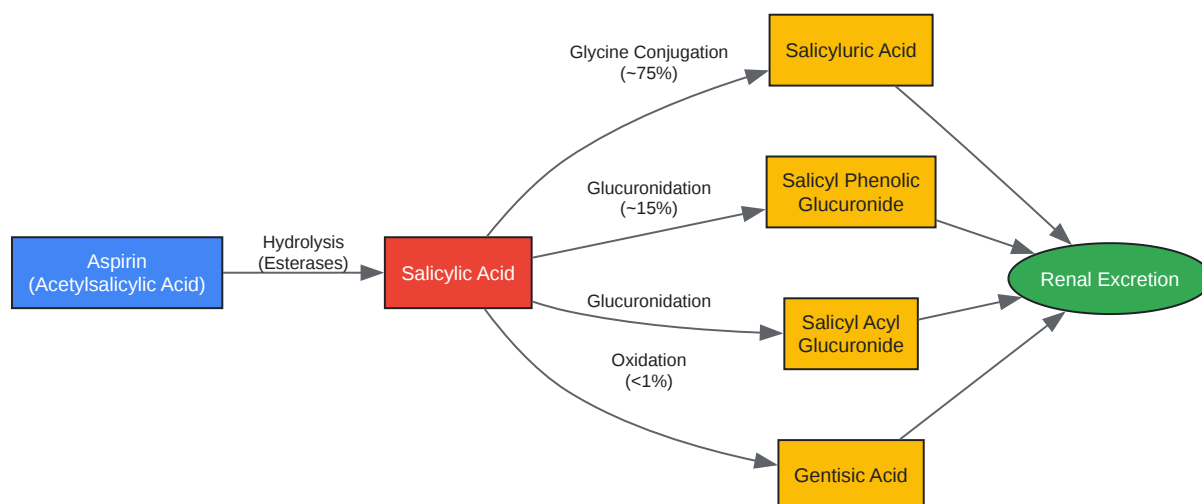 Aspirin
(Acetylsalicylic Acid)
Hydrolysis
(Esterases)
Salicylic Acid
Glycine Conjugation
(~75%)
Salicyluric Acid
Glucuronidation
(~15%)
Salicyl Phenolic
Glucuronide
Glucuronidation
Salicyl Acyl
Glucuronide
Oxidation
(<1%)
Gentisic Acid
Renal Excretion